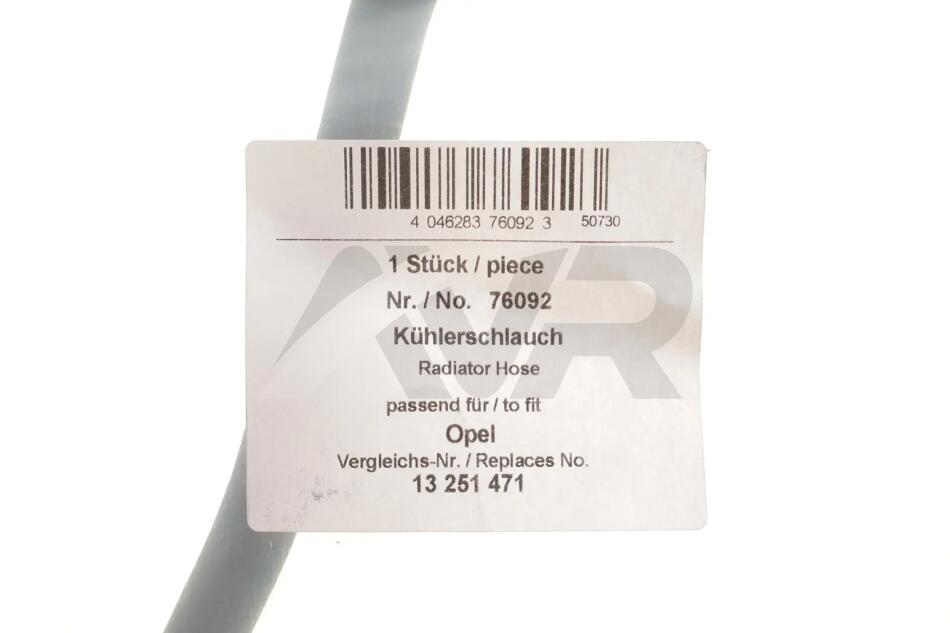 4 046283 76092 3 50730
1 Stück / piece
Nr. / No. 76092
Kühlerschlauch
Radiator Hose
passend für / to fit
Opel
Vergleichs-Nr. / Replaces No.
13 251 471
AVR